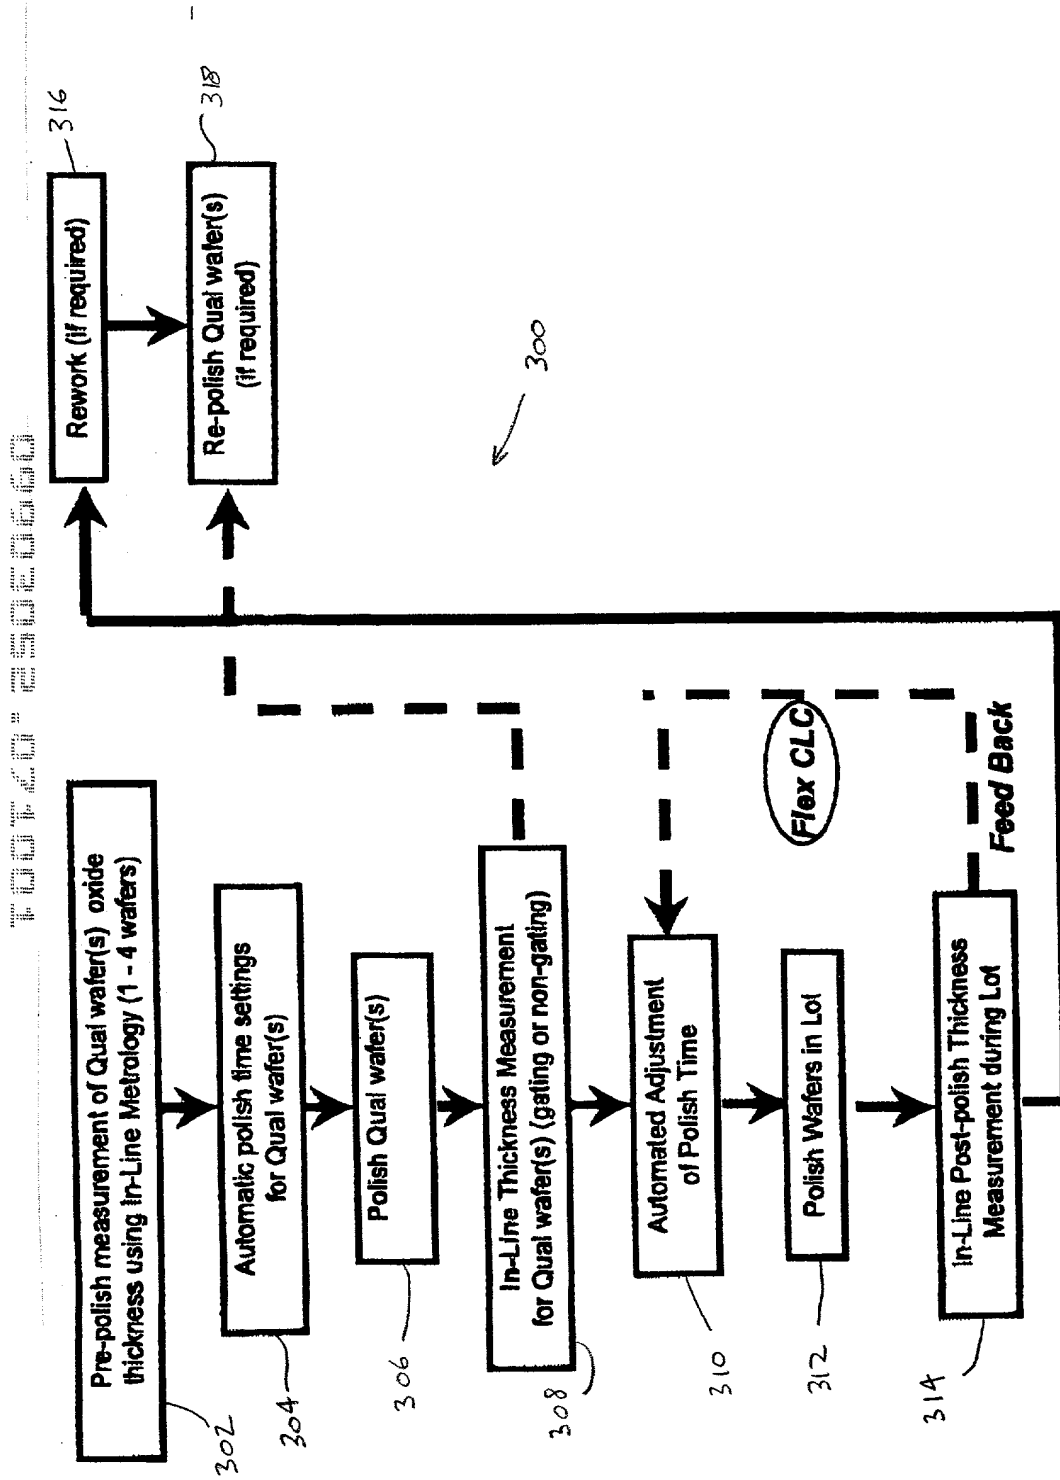 Pre-polish measurement of Qual wafer(s) oxide
thickness using In-Line Metrology (1 - 4 wafers)
302
Automatic polish time settings
for Qual wafer(s)
304
Polish Qual wafer(s)
306
In-Line Thickness Measurement
for Qual wafer(s) (gating or non-gating)
308
Automated Adjustment
of Polish Time
310
Flex CLC
Polish Wafers in Lot
312
In-Line Post-polish Thickness
Measurement during Lot
314
Feed Back
Rework (if required)
316
Re-polish Qual wafer(s)
(if required)
318
300